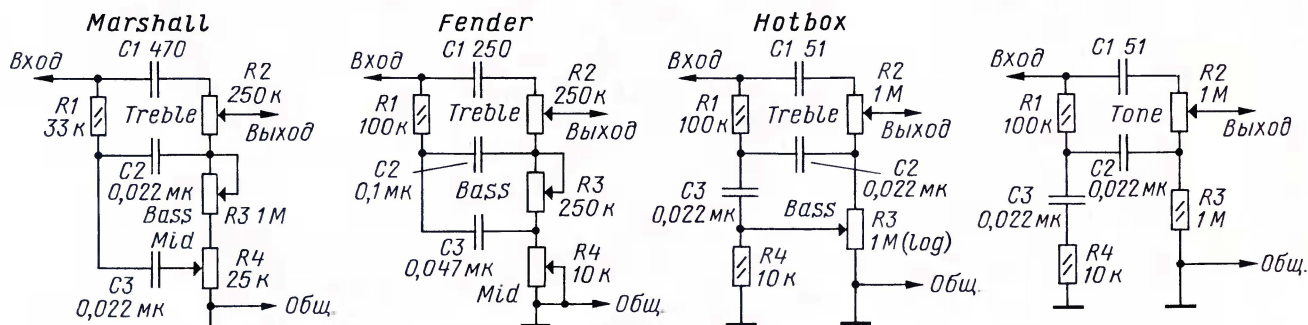 Marshall
C1 470
Вход
R2
250 к
R1
33 к
Treble
Выход
C2
0,022 мк
Bass
R3 1 М
Mid
R4
25 к
C3
0,022 мк
Общ.
Fender
C1 250
Вход
R2
250 к
R1
100 к
Treble
Выход
C2
0,1 мк
Bass
R3
250 к
C3
0,047 мк
R4
10 к
Mid
Общ.
Hotbox
C1 51
Вход
R2
1 М
R1
100 к
Treble
Выход
C2
0,022 мк
C3
0,022 мк
Bass
R3
1 М (log)
R4
10 к
Общ.
C1 51
Вход
R2
1 М
R1
100 к
Tone
Выход
C2
0,022 мк
C3
0,022 мк
R3
1 М
R4
10 к
Общ.